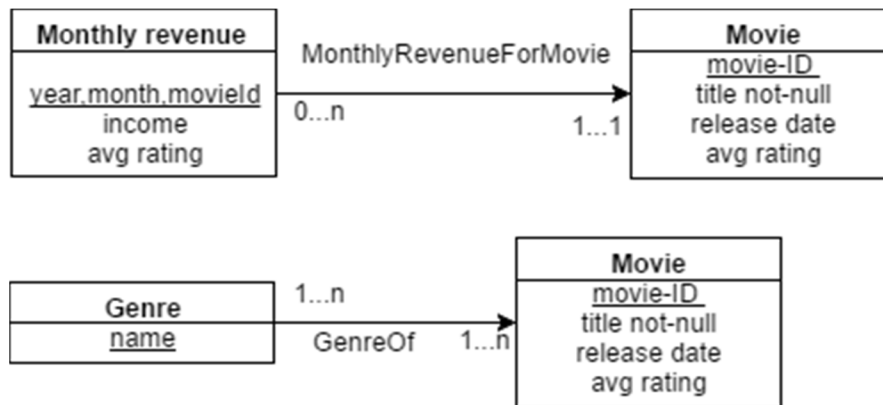 Monthly revenue
year,month,movieId
income
avg rating
MonthlyRevenueForMovie
0...n
1...1
Movie
movie-ID
title not-null
release date
avg rating
Genre
name
1...n
GenreOf
1...n
Movie
movie-ID
title not-null
release date
avg rating